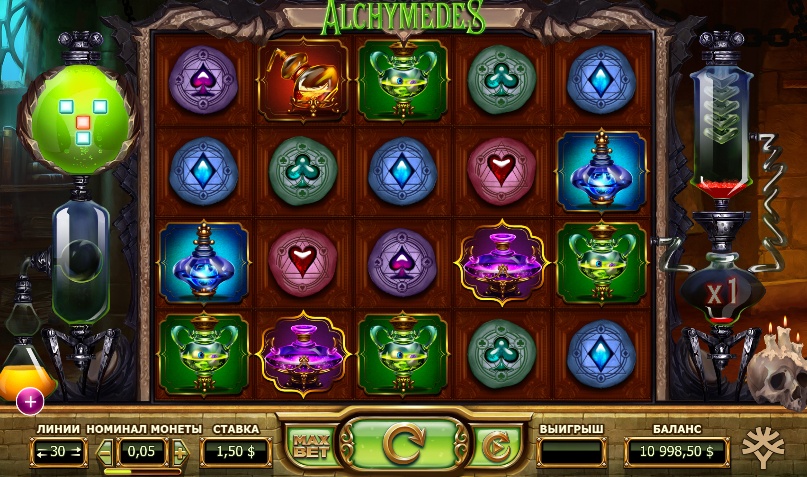 ALCHYMEDES
x1
+
ЛИНИИ НОМИНАЛ МОНЕТЫ СТАВКА ВЫИГРЫШ БАЛАНС
30 0,05 1,50 $ MAX BET 10 998,50 $